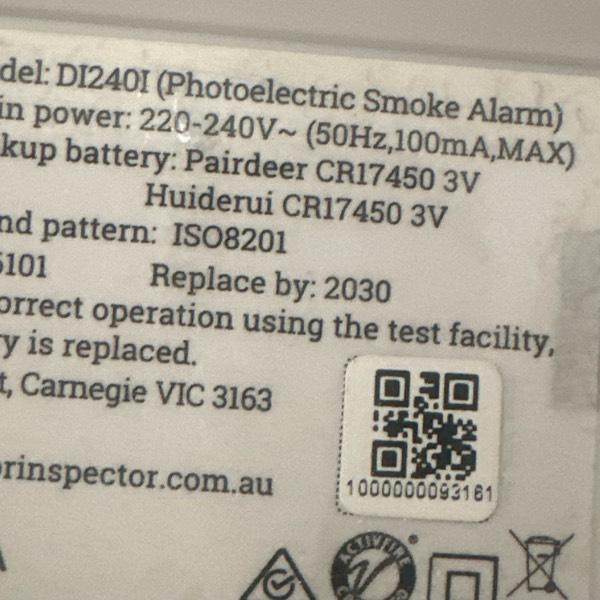 del: DI240I (Photoelectric Smoke Alarm)
in power: 220-240V~ (50Hz,100mA,MAX)
kup battery: Pairdeer CR17450 3V
Huiderui CR17450 3V
nd pattern: ISO8201
5101 Replace by: 2030
orrect operation using the test facility,
y is replaced.
t, Carnegie VIC 3163
rinspector.com.au
1000000093161
ACTIVFIRE